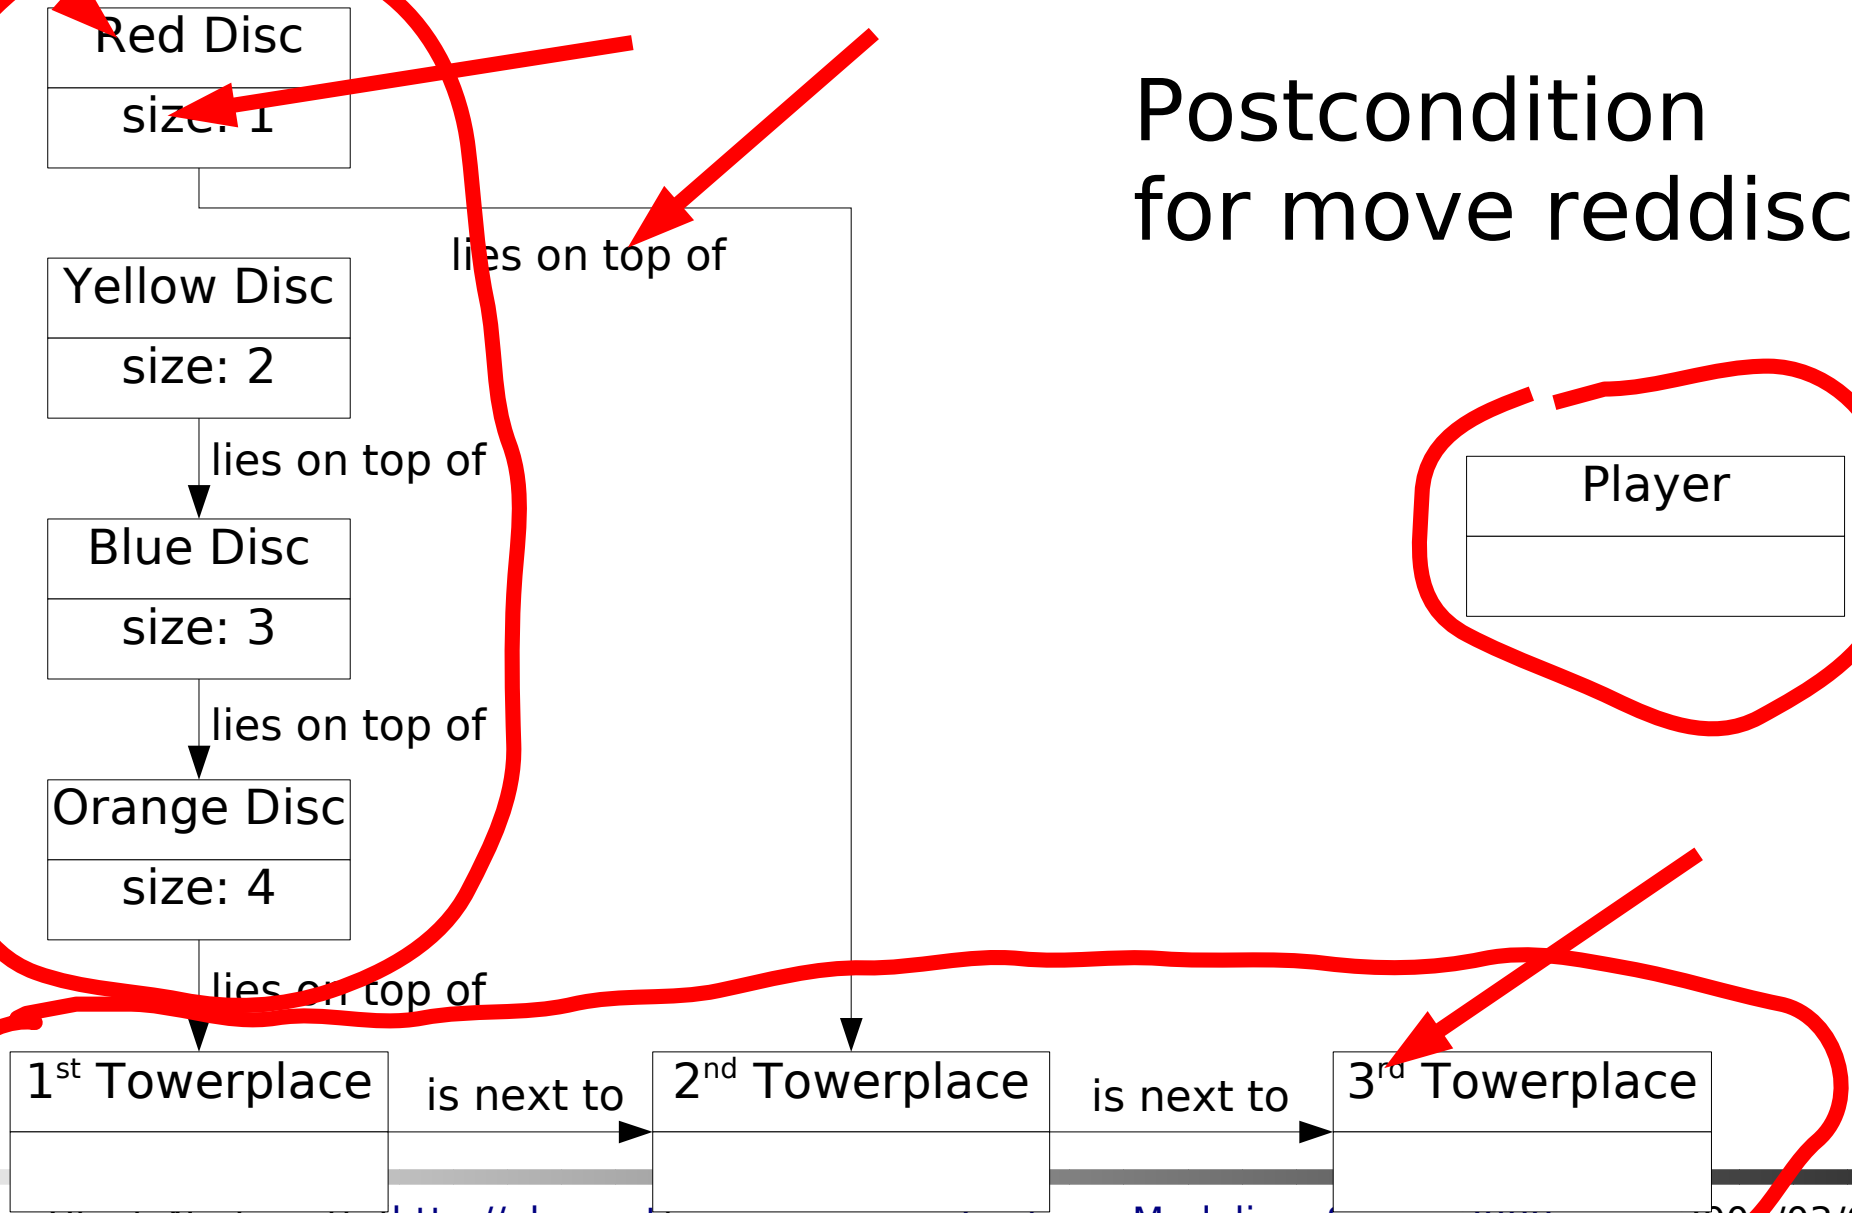 Red Disc
size: 1
Postcondition
for move reddisc
lies on top of
Yellow Disc
size: 2
lies on top of
Player
Blue Disc
size: 3
lies on top of
Orange Disc
size: 4
lies on top of
1st Towerplace
is next to
2nd Towerplace
is next to
3rd Towerplace